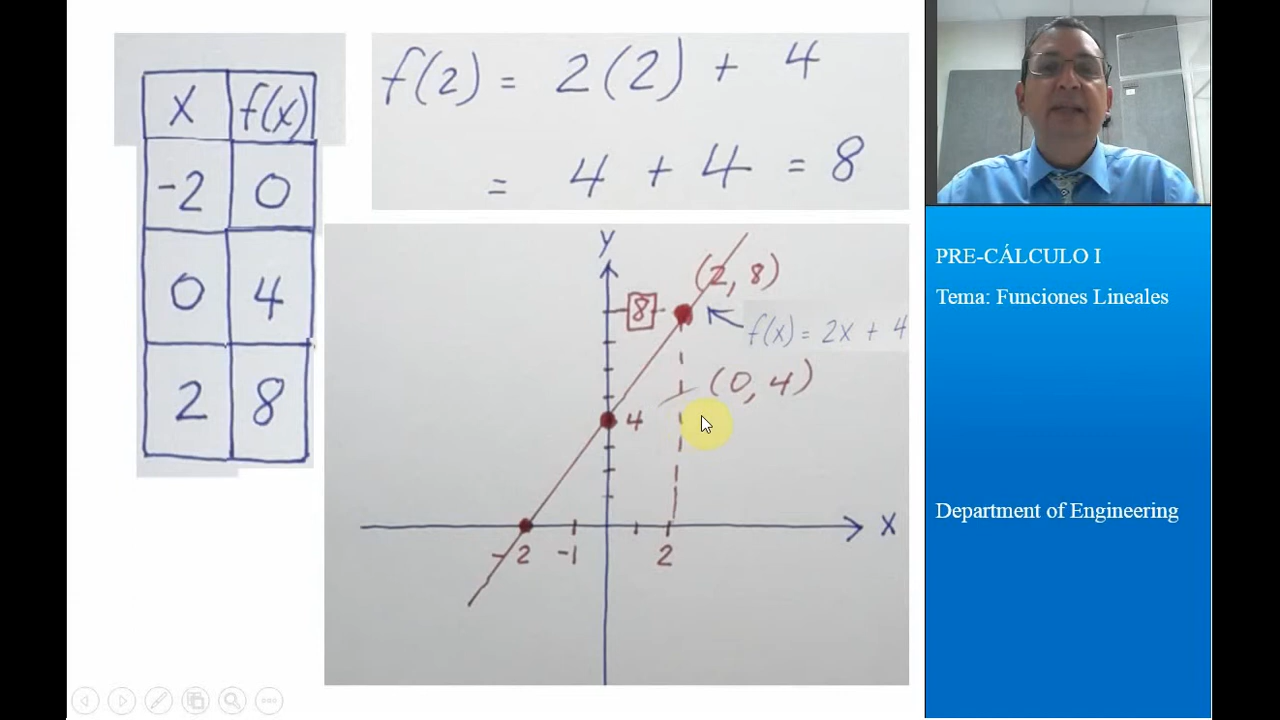 x f(x)
-2 0
0 4
2 8
f(2) = 2(2) + 4
= 4 + 4 = 8
y
(2, 8)
8
f(x) = 2x + 4
(0, 4)
4
x
-2 -1 2
PRE-CÁLCULO I
Tema: Funciones Lineales
Department of Engineering